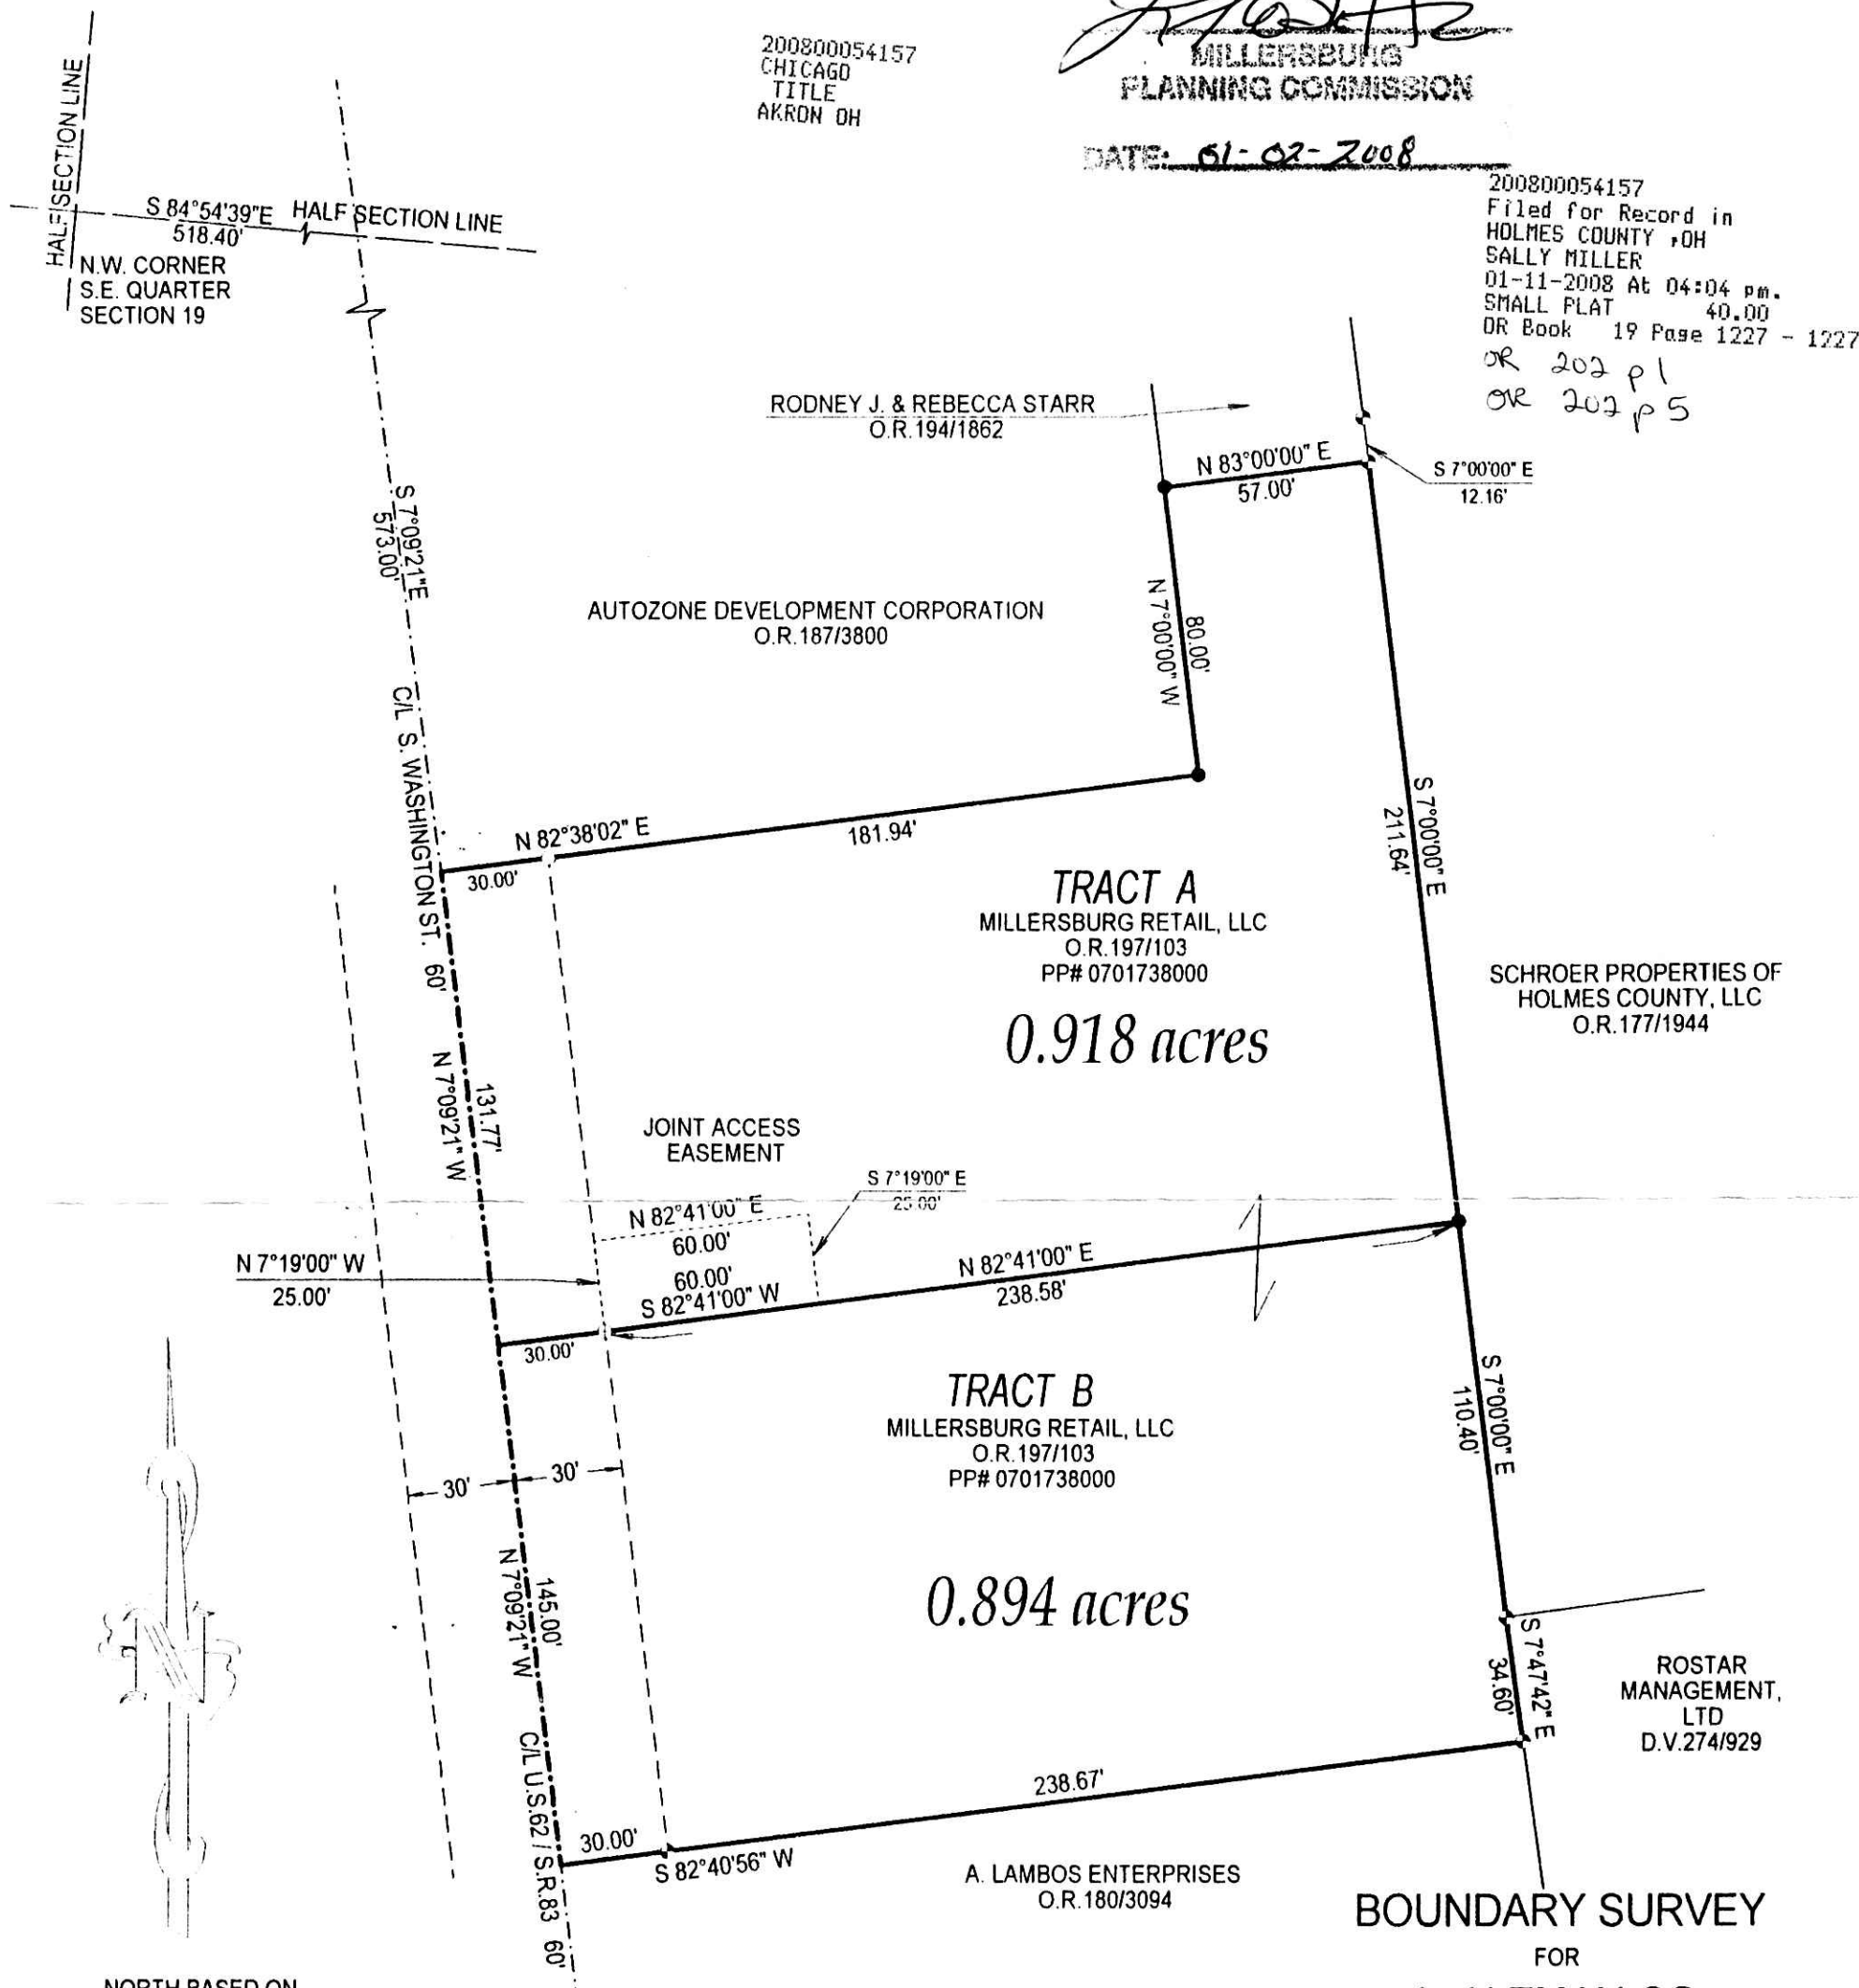 200800054157
CHICAGO
TITLE
AKRON OH
MILLERSBURG
PLANNING COMMISSION
DATE: 01-02-2008
200800054157
Filed for Record in
HOLMES COUNTY , OH
SALLY MILLER
01-11-2008 At 04:04 pm.
SMALL PLAT 40.00
OR Book 19 Page 1227 - 1227
OR 202 p1
OR 202 p5
HALF SECTION LINE
S 84°54'39"E HALF SECTION LINE
518.40'
N.W. CORNER
S.E. QUARTER
SECTION 19
RODNEY J. & REBECCA STARR
O.R.194/1862
N 83°00'00" E
57.00'
S 7°00'00" E
12.16'
S 7°09'21"E
573.00'
AUTOZONE DEVELOPMENT CORPORATION
O.R.187/3800
N 7°00'00" W
80.00'
C/L S. WASHINGTON ST. 60'
N 82°38'02" E
30.00'
181.94'
S 7°00'00" E
211.64'
TRACT A
MILLERSBURG RETAIL, LLC
O.R.197/103
PP# 0701738000
0.918 acres
SCHROER PROPERTIES OF
HOLMES COUNTY, LLC
O.R.177/1944
N 7°09'21" W
131.77'
JOINT ACCESS
EASEMENT
S 7°19'00" E
25.00'
N 82°41'00" E
60.00'
N 7°19'00" W
25.00'
60.00'
S 82°41'00" W
N 82°41'00" E
238.58'
30.00'
TRACT B
MILLERSBURG RETAIL, LLC
O.R.197/103
PP# 0701738000
0.894 acres
S 7°00'00" E
110.40'
30'
30'
N 7°09'21" W
145.00'
S 7°47'42" E
34.60'
ROSTAR
MANAGEMENT,
LTD
D.V.274/929
C/L U.S.62 / S.R.83 60'
238.67'
30.00'
S 82°40'56" W
A. LAMBOS ENTERPRISES
O.R.180/3094
BOUNDARY SURVEY
FOR
NORTH BASED ON